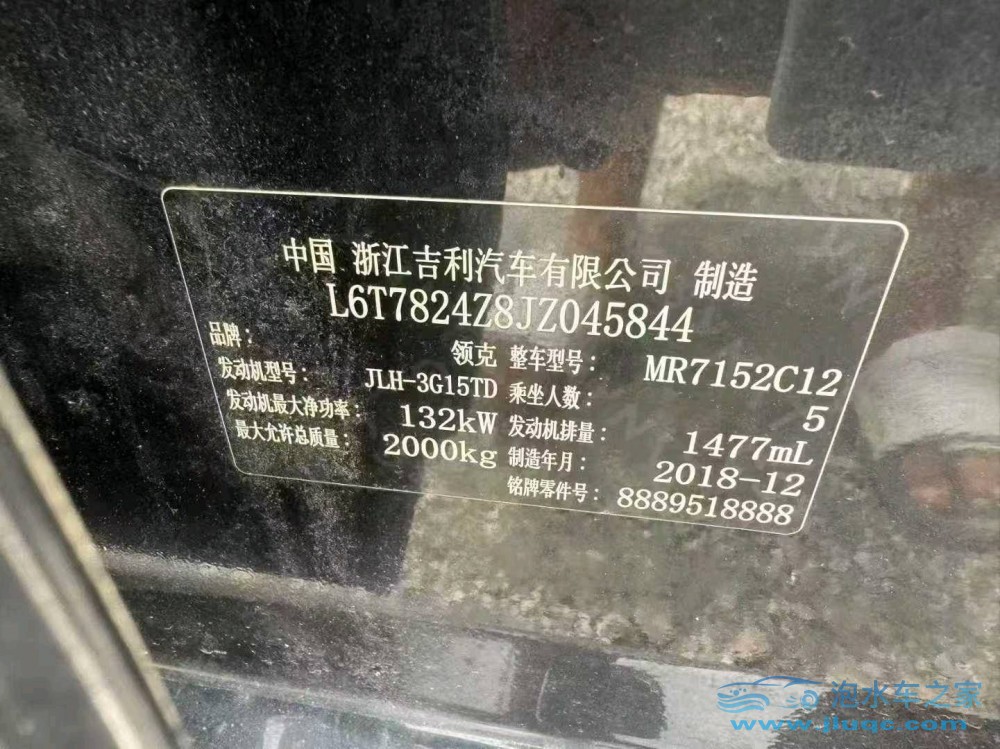 中国 浙江吉利汽车有限公司 制造
L6T7824Z8JZ045844
品牌： 领克 整车型号： MR7152C12
发动机型号： JLH-3G15TD 乘坐人数： 5
发动机最大净功率： 132kW 发动机排量： 1477mL
最大允许总质量： 2000kg 制造年月： 2018-12
铭牌零件号： 8889518888
泡水车之家
www.jluqc.com